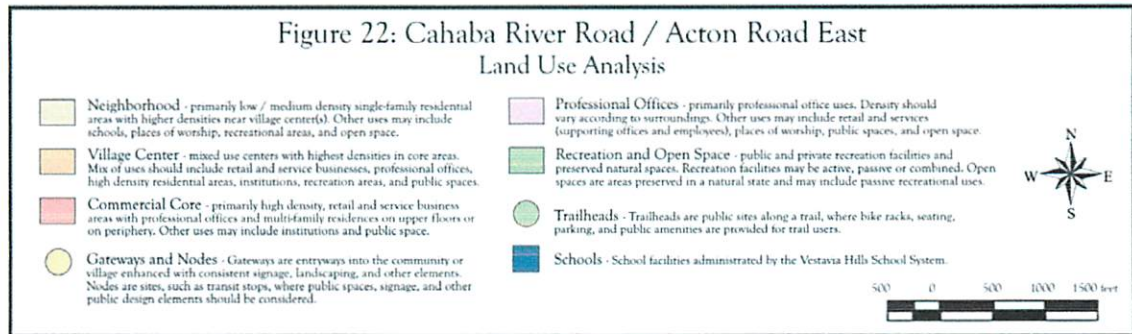 Figure 22: Cahaba River Road / Acton Road East
Land Use Analysis
Neighborhood - primarily low / medium density single-family residential
areas with higher densities near village center(s). Other uses may include
schools, places of worship, recreational areas, and open space.
Village Center - mixed use centers with highest densities in core areas.
Mix of uses should include retail and service businesses, professional offices,
high density residential areas, institutions, recreation areas, and public spaces.
Commercial Core - primarily high density, retail and service business
areas with professional offices and multi-family residences on upper floors or
on periphery. Other uses may include institutions and public space.
Gateways and Nodes - Gateways are entryways into the community or
village enhanced with consistent signage, landscaping, and other elements.
Nodes are sites, such as transit stops, where public spaces, signage, and other
public design elements should be considered.
Professional Offices - primarily professional office uses. Density should
vary according to surroundings. Other uses may include retail and services
(supporting offices and employees), places of worship, public spaces, and open space.
Recreation and Open Space - public and private recreation facilities and
preserved natural spaces. Recreation facilities may be active, passive or combined. Open
spaces are areas preserved in a natural state and may include passive recreational uses.
Trailheads - Trailheads are public sites along a trail, where bike racks, seating,
parking, and public amenities are provided for trail users.
Schools - School facilities administrated by the Vestavia Hills School System.
N
W E
S
500 0 500 1000 1500 feet